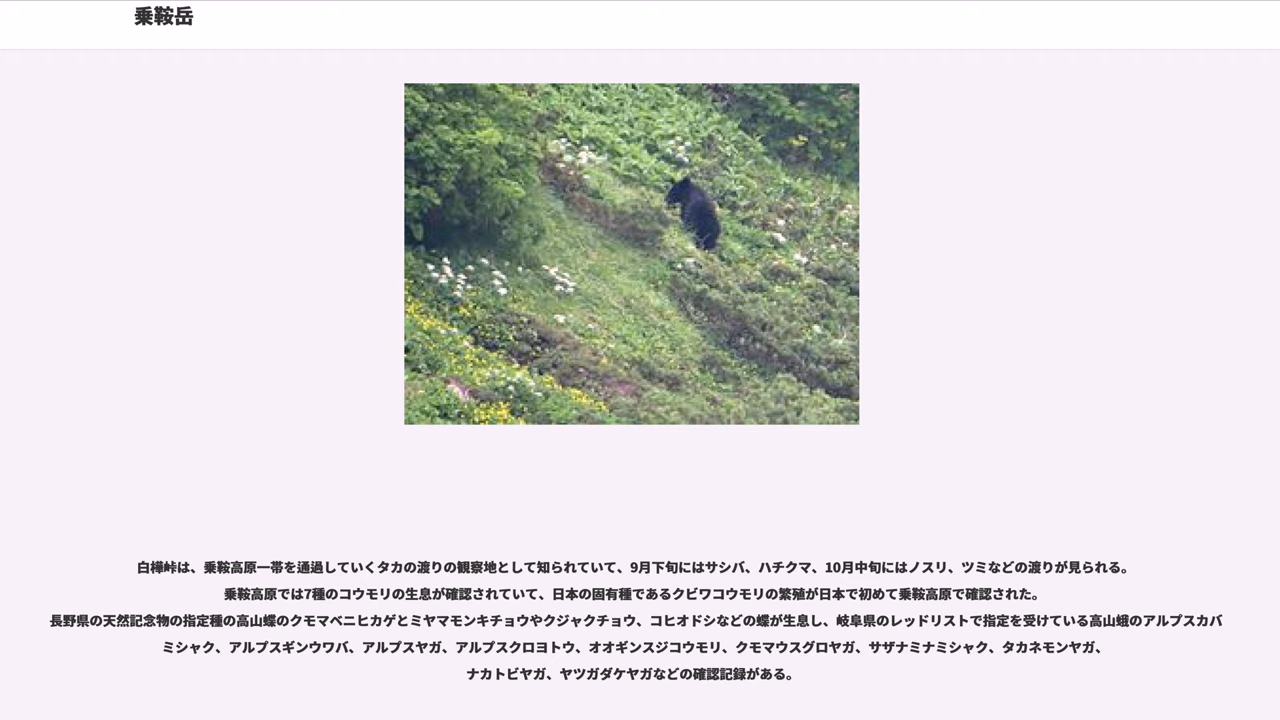 乗鞍岳
白樺峠は、乗鞍高原一帯を通過していくタカの渡りの観察地として知られていて、9月下旬にはサシバ、ハチクマ、10月中旬にはノスリ、ツミなどの渡りが見られる。
乗鞍高原では7種のコウモリの生息が確認されていて、日本の固有種であるクビワコウモリの繁殖が日本で初めて乗鞍高原で確認された。
長野県の天然記念物の指定種の高山蝶のクモマベニヒカゲとミヤマモンキチョウやクジャクチョウ、コヒオドシなどの蝶が生息し、岐阜県のレッドリストで指定を受けている高山蛾のアルプスカバ
ミシャク、アルプスギンウワバ、アルプスヤガ、アルプスクロヨトウ、オオギンスジコウモリ、クモマウスグロヤガ、サザナミナミシャク、タカネモンヤガ、
ナカトビヤガ、ヤツガダケヤガなどの確認記録がある。